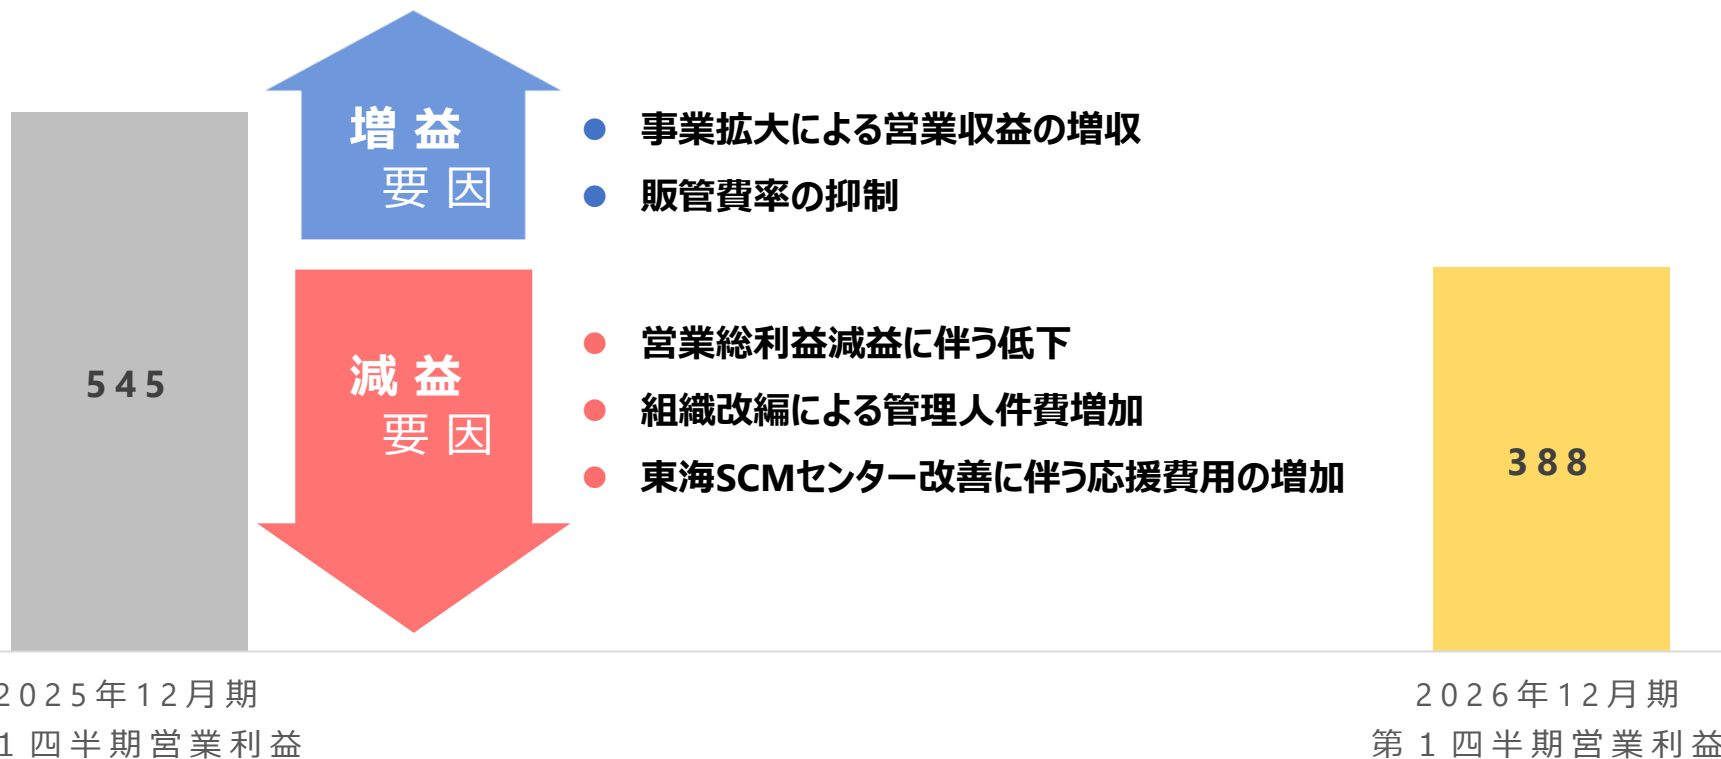 増益
要因
事業拡大による営業収益の増収
販管費率の抑制
545
減益
要因
営業総利益減益に伴う低下
組織改編による管理人件費増加
東海SCMセンター改善に伴う応援費用の増加
388
2025年12月期
1四半期営業利益
2026年12月期
第1四半期営業利益